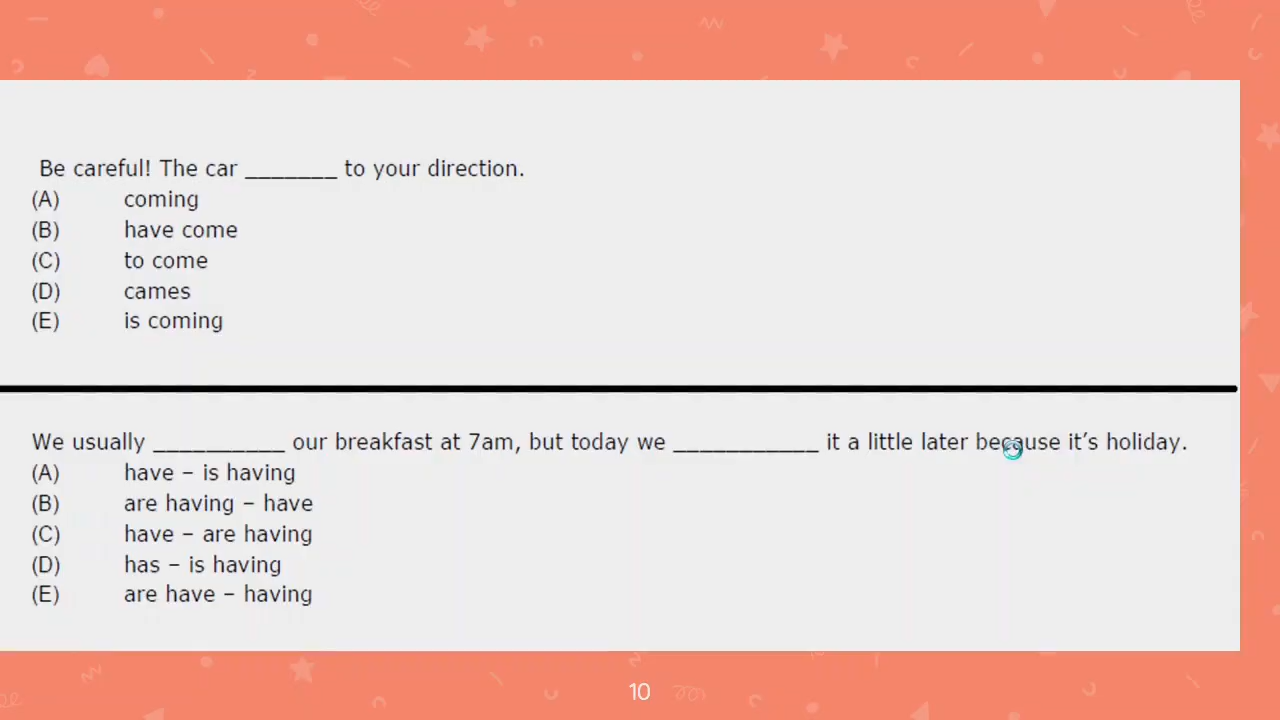 Be careful! The car _______ to your direction.
(A) coming
(B) have come
(C) to come
(D) cames
(E) is coming
We usually __________ our breakfast at 7am, but today we ___________ it a little later because it’s holiday.
(A) have – is having
(B) are having – have
(C) have – are having
(D) has – is having
(E) are have – having
10